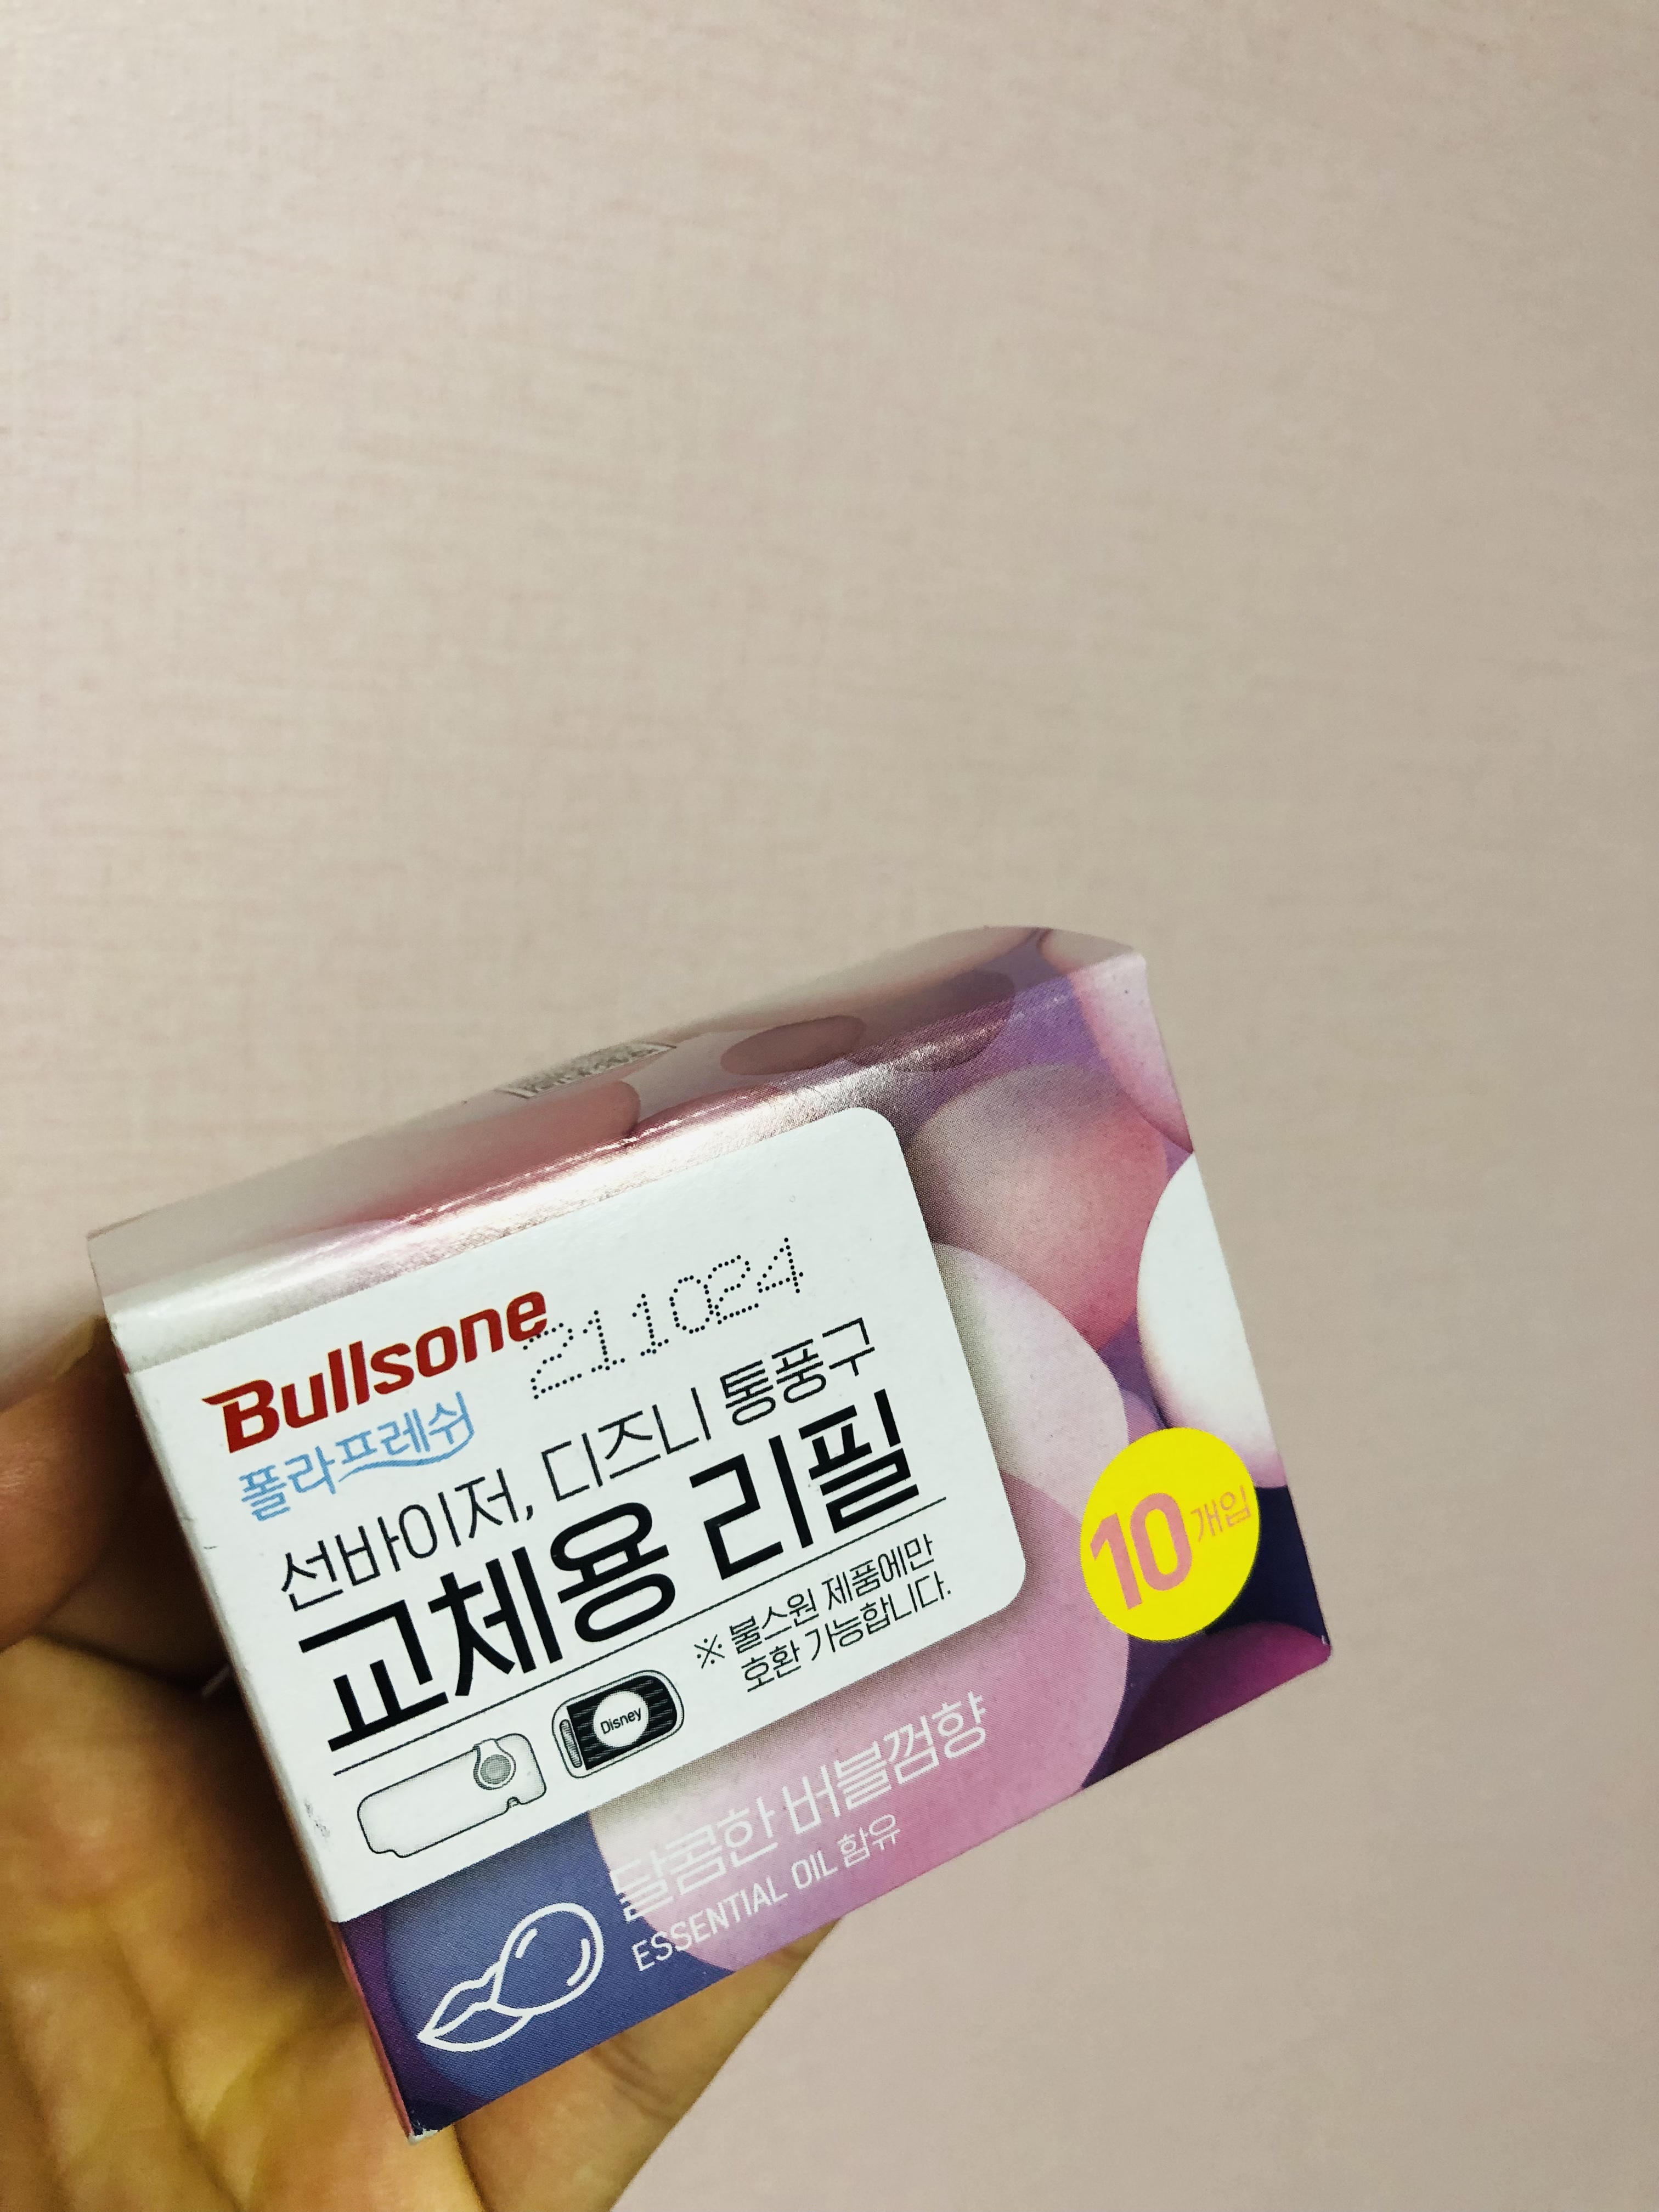 Bullsone
211024
폴라프레쉬
선바이저, 디즈니 통풍구
교체용 리필
※ 불스원 제품에만
호환 가능합니다.
Disney
10개입
달콤한 버블껌향
ESSENTIAL OIL 함유